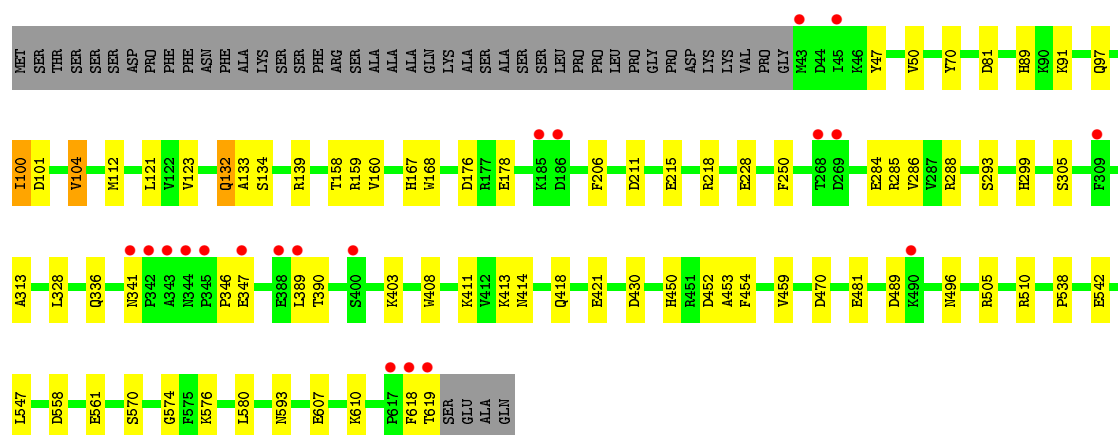 MET SER THR SER SER SER ASP PRO PHE PHE ASN PHE ALA LYS SER SER PHE ARG SER ALA ALA ALA GLN LYS ALA SER ALA SER SER LEU PRO PRO LEU ASP PRO GLY PRO ASP LYS LYS VAL PRO GLY M43 D44 I45 K46 Y47 V50 Y70 D81 H89 K90 K91 Q97
I100 D101 V104 M112 L121 V122 V123 Q132 A133 S134 R139 T158 R159 V160 H167 W168 D176 R177 E178 K185 D186 F206 D211 E215 R218 E228 F250 T268 D269 E284 R285 V286 V287 R288 S293 H299 S305 F309
A313 L328 Q336 N341 P342 A343 N344 P345 P346 E347 E388 L389 T390 S400 K403 W408 K411 V412 K413 N414 Q418 E421 D430 H450 R451 D452 A453 F454 V459 D470 E481 D489 K490 N496 R505 R510 P538 E542
L547 D558 E561 S570 G574 F575 K576 L580 N593 E607 K610 P617 F618 T619 SER GLU ALA GLN